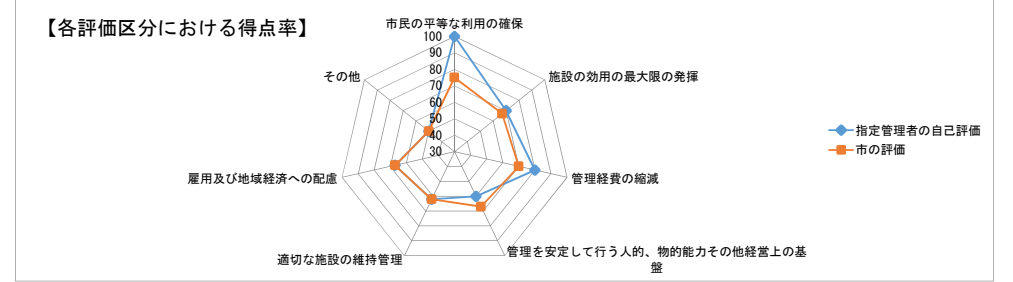 【各評価区分における得点率】
市民の平等な利用の確保
100
90
80
70
60
50
40
30
施設の効用の最大限の発揮
管理経費の縮減
管理を安定して行う人的、物的能力その他経営上の基
盤
適切な施設の維持管理
雇用及び地域経済への配慮
その他
指定管理者の自己評価
市の評価